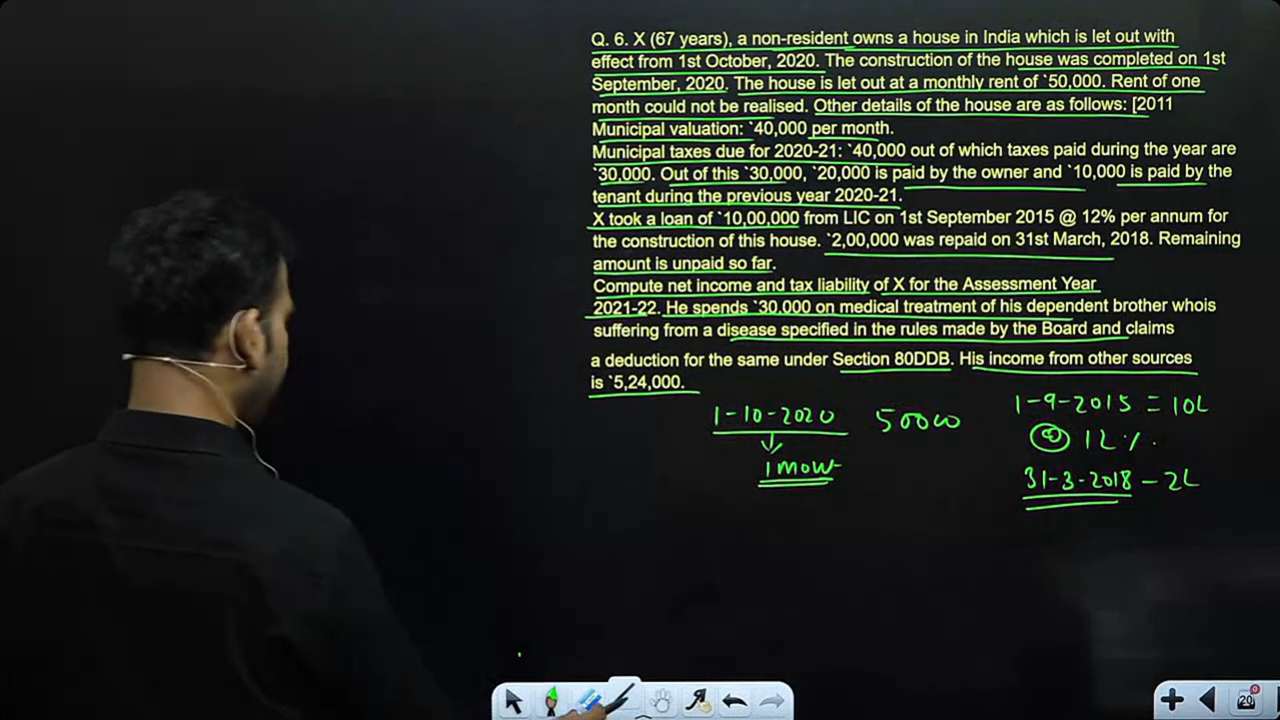 Q. 6. X (67 years), a non-resident owns a house in India which is let out with
effect from 1st October, 2020. The construction of the house was completed on 1st
September, 2020. The house is let out at a monthly rent of `50,000. Rent of one
month could not be realised. Other details of the house are as follows: [2011
Municipal valuation: `40,000 per month.
Municipal taxes due for 2020-21: `40,000 out of which taxes paid during the year are
`30,000. Out of this `30,000, `20,000 is paid by the owner and `10,000 is paid by the
tenant during the previous year 2020-21.
X took a loan of `10,00,000 from LIC on 1st September 2015 @ 12% per annum for
the construction of this house. `2,00,000 was repaid on 31st March, 2018. Remaining
amount is unpaid so far.
Compute net income and tax liability of X for the Assessment Year
2021-22. He spends `30,000 on medical treatment of his dependent brother whois
suffering from a disease specified in the rules made by the Board and claims
a deduction for the same under Section 80DDB. His income from other sources
is `5,24,000.
1-10-2020 50000
1 mon
1-9-2015 = 10L
@ 12%.
31-3-2018 - 2L
20